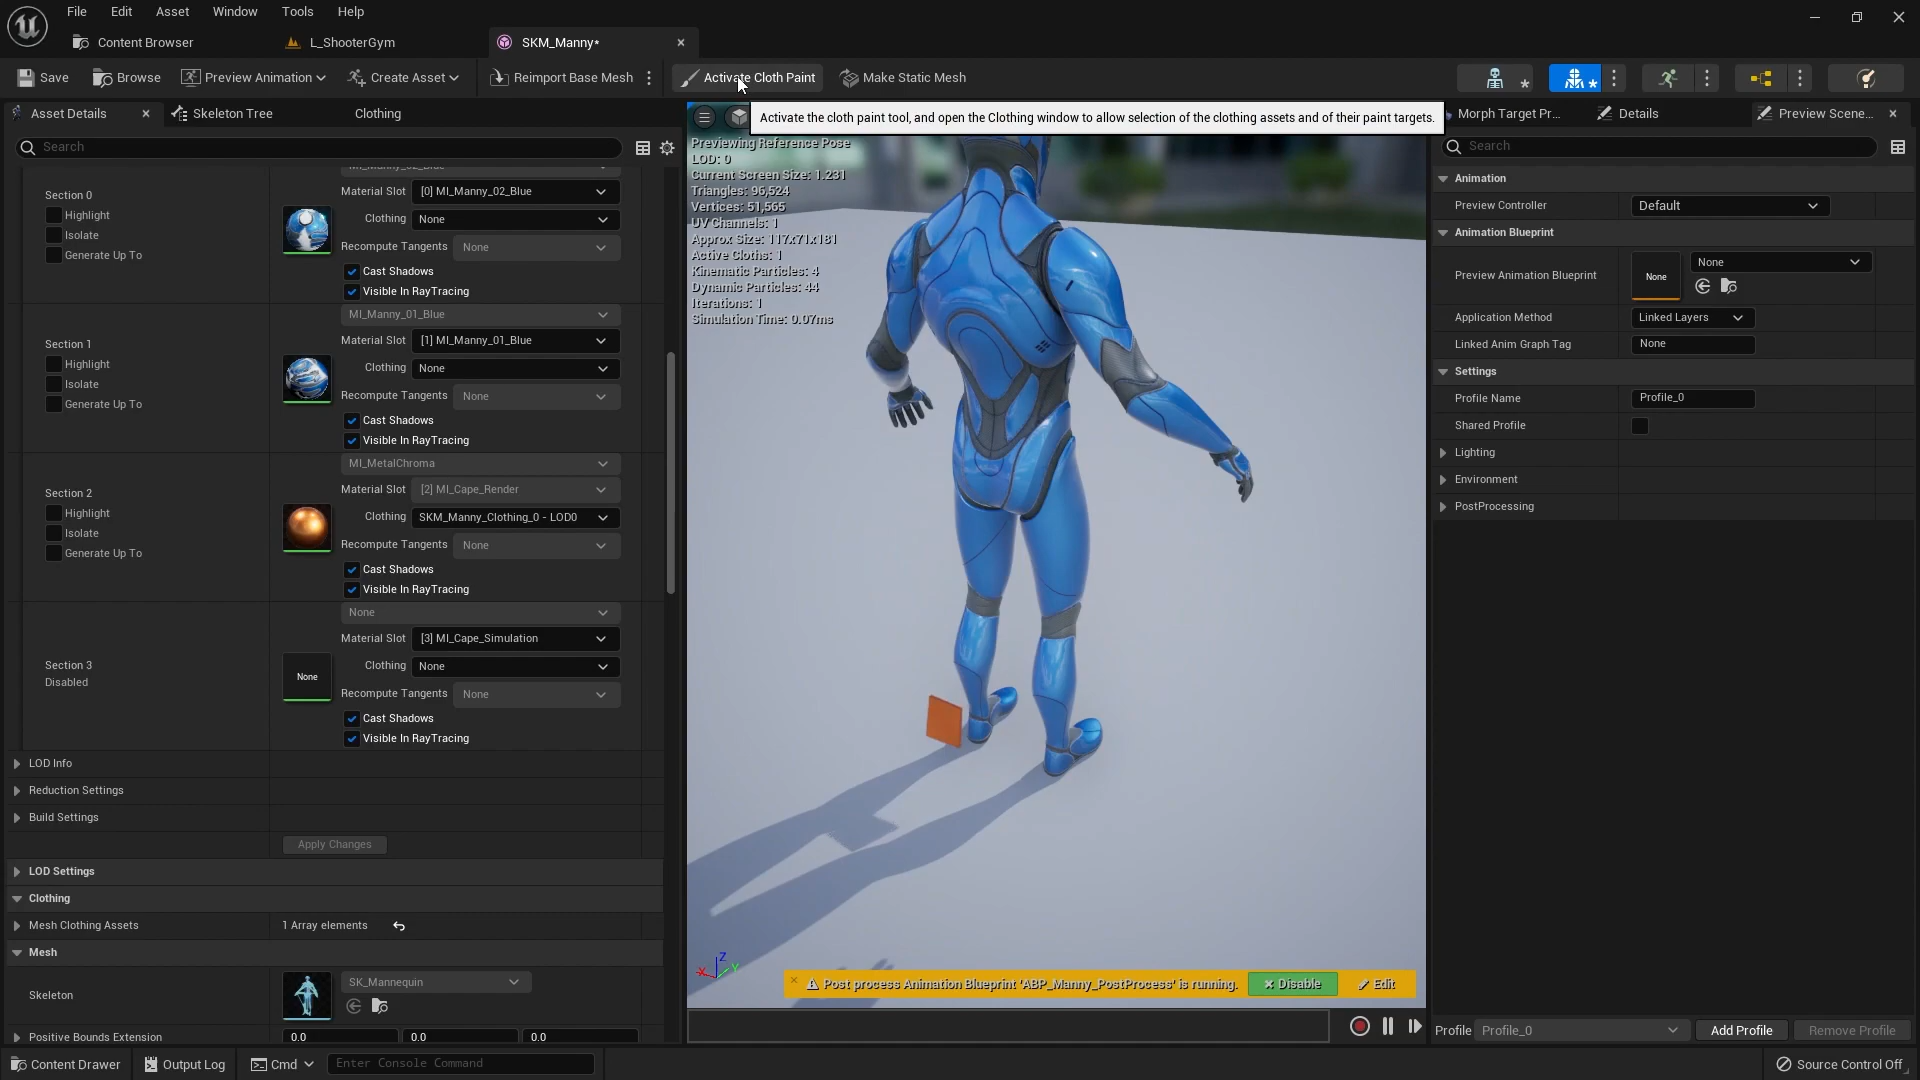 File Edit Asset Window Tools Help
Content Browser
L_ShooterGym
SKM_Manny*
Save
Browse
Preview Animation
Create Asset
Reimport Base Mesh
Activate Cloth Paint
Make Static Mesh
Asset Details
Skeleton Tree
Clothing
Search
Section 0
Highlight
Isolate
Generate Up To
Material Slot [0] MI_Manny_02_Blue
Clothing None
Recompute Tangents None
Cast Shadows
Visible In RayTracing
Section 1
Highlight
Isolate
Generate Up To
MI_Manny_01_Blue
Material Slot [1] MI_Manny_01_Blue
Clothing None
Recompute Tangents None
Cast Shadows
Visible In RayTracing
Section 2
Highlight
Isolate
Generate Up To
MI_MetalChroma
Material Slot [2] MI_Cape_Render
Clothing SKM_Manny_Clothing_0 - LOD0
Recompute Tangents None
Cast Shadows
Visible In RayTracing
Section 3
Disabled
None
None
Material Slot [3] MI_Cape_Simulation
Clothing None
Recompute Tangents None
Cast Shadows
Visible In RayTracing
LOD Info
Reduction Settings
Build Settings
Apply Changes
LOD Settings
Clothing
Mesh Clothing Assets 1 Array elements
Mesh
Skeleton SK_Mannequin
Positive Bounds Extension 0.0 0.0 0.0
Activate the cloth paint tool, and open the Clothing window to allow selection of the clothing assets and of their paint targets.
Previewing Reference Pose
LOD: 0
Current Screen Size: 1.231
Triangles: 96,524
Vertices: 51,565
UV Channels: 1
Approx Size: 117x71x181
Active Cloths: 1
Kinematic Particles: 4
Dynamic Particles: 44
Iterations: 1
Simulation Time: 0.07ms
Z
X Y
Post process Animation Blueprint 'ABP_Manny_PostProcess' is running.
Disable
Edit
Morph Target Pr...
Details
Preview Scene...
Search
Animation
Preview Controller Default
Animation Blueprint
Preview Animation Blueprint None None
Application Method Linked Layers
Linked Anim Graph Tag None
Settings
Profile Name Profile_0
Shared Profile
Lighting
Environment
PostProcessing
Profile Profile_0 Add Profile Remove Profile
Content Drawer Output Log Cmd Enter Console Command Source Control Off